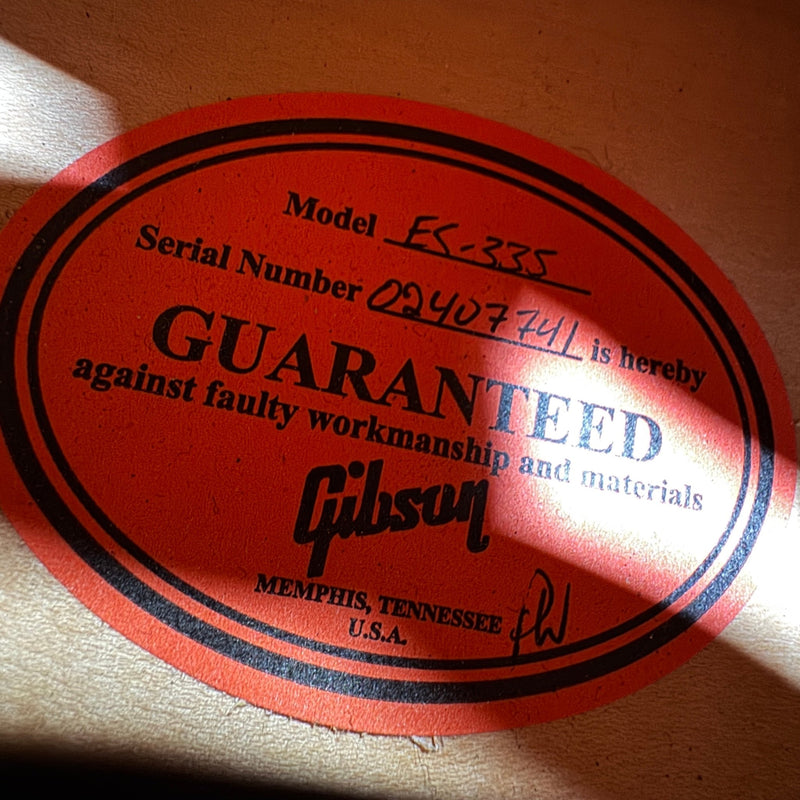 Model ES-335
Serial Number 02407741 is hereby
GUARANTEED
against faulty workmanship and materials
Gibson
MEMPHIS, TENNESSEE
U.S.A.